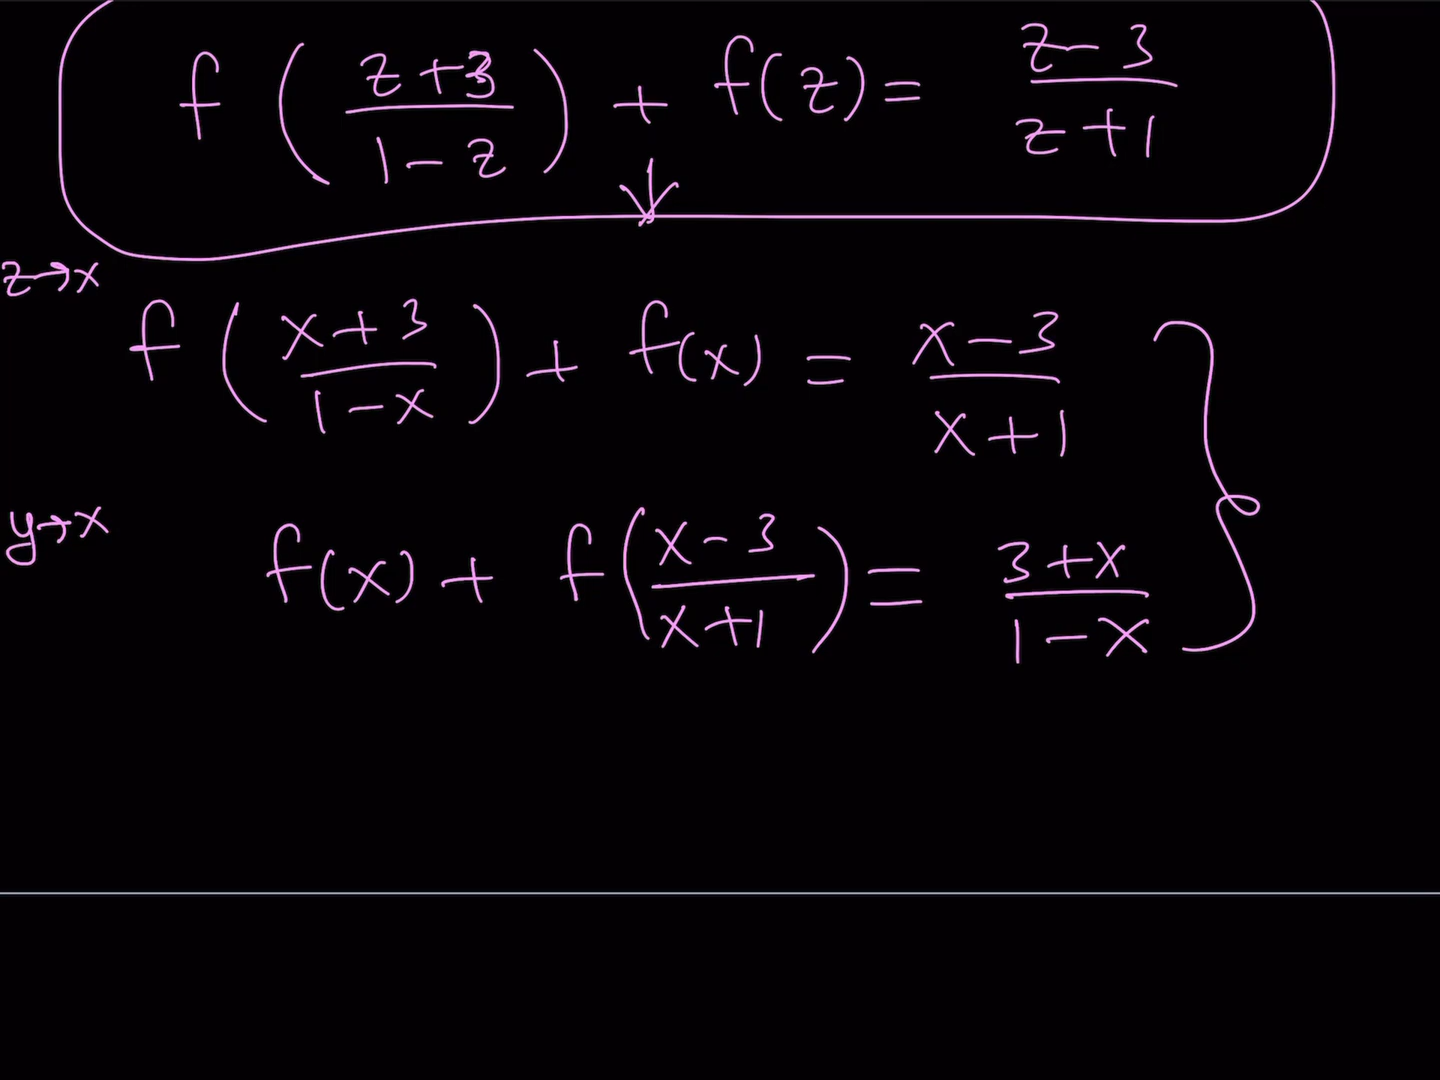 f ( (z+3)/(1-z) ) + f(z) = (z-3)/(z+1)
z→x
f ( (x+3)/(1-x) ) + f(x) = (x-3)/(x+1)
y→x
f(x) + f( (x-3)/(x+1) ) = (3+x)/(1-x)